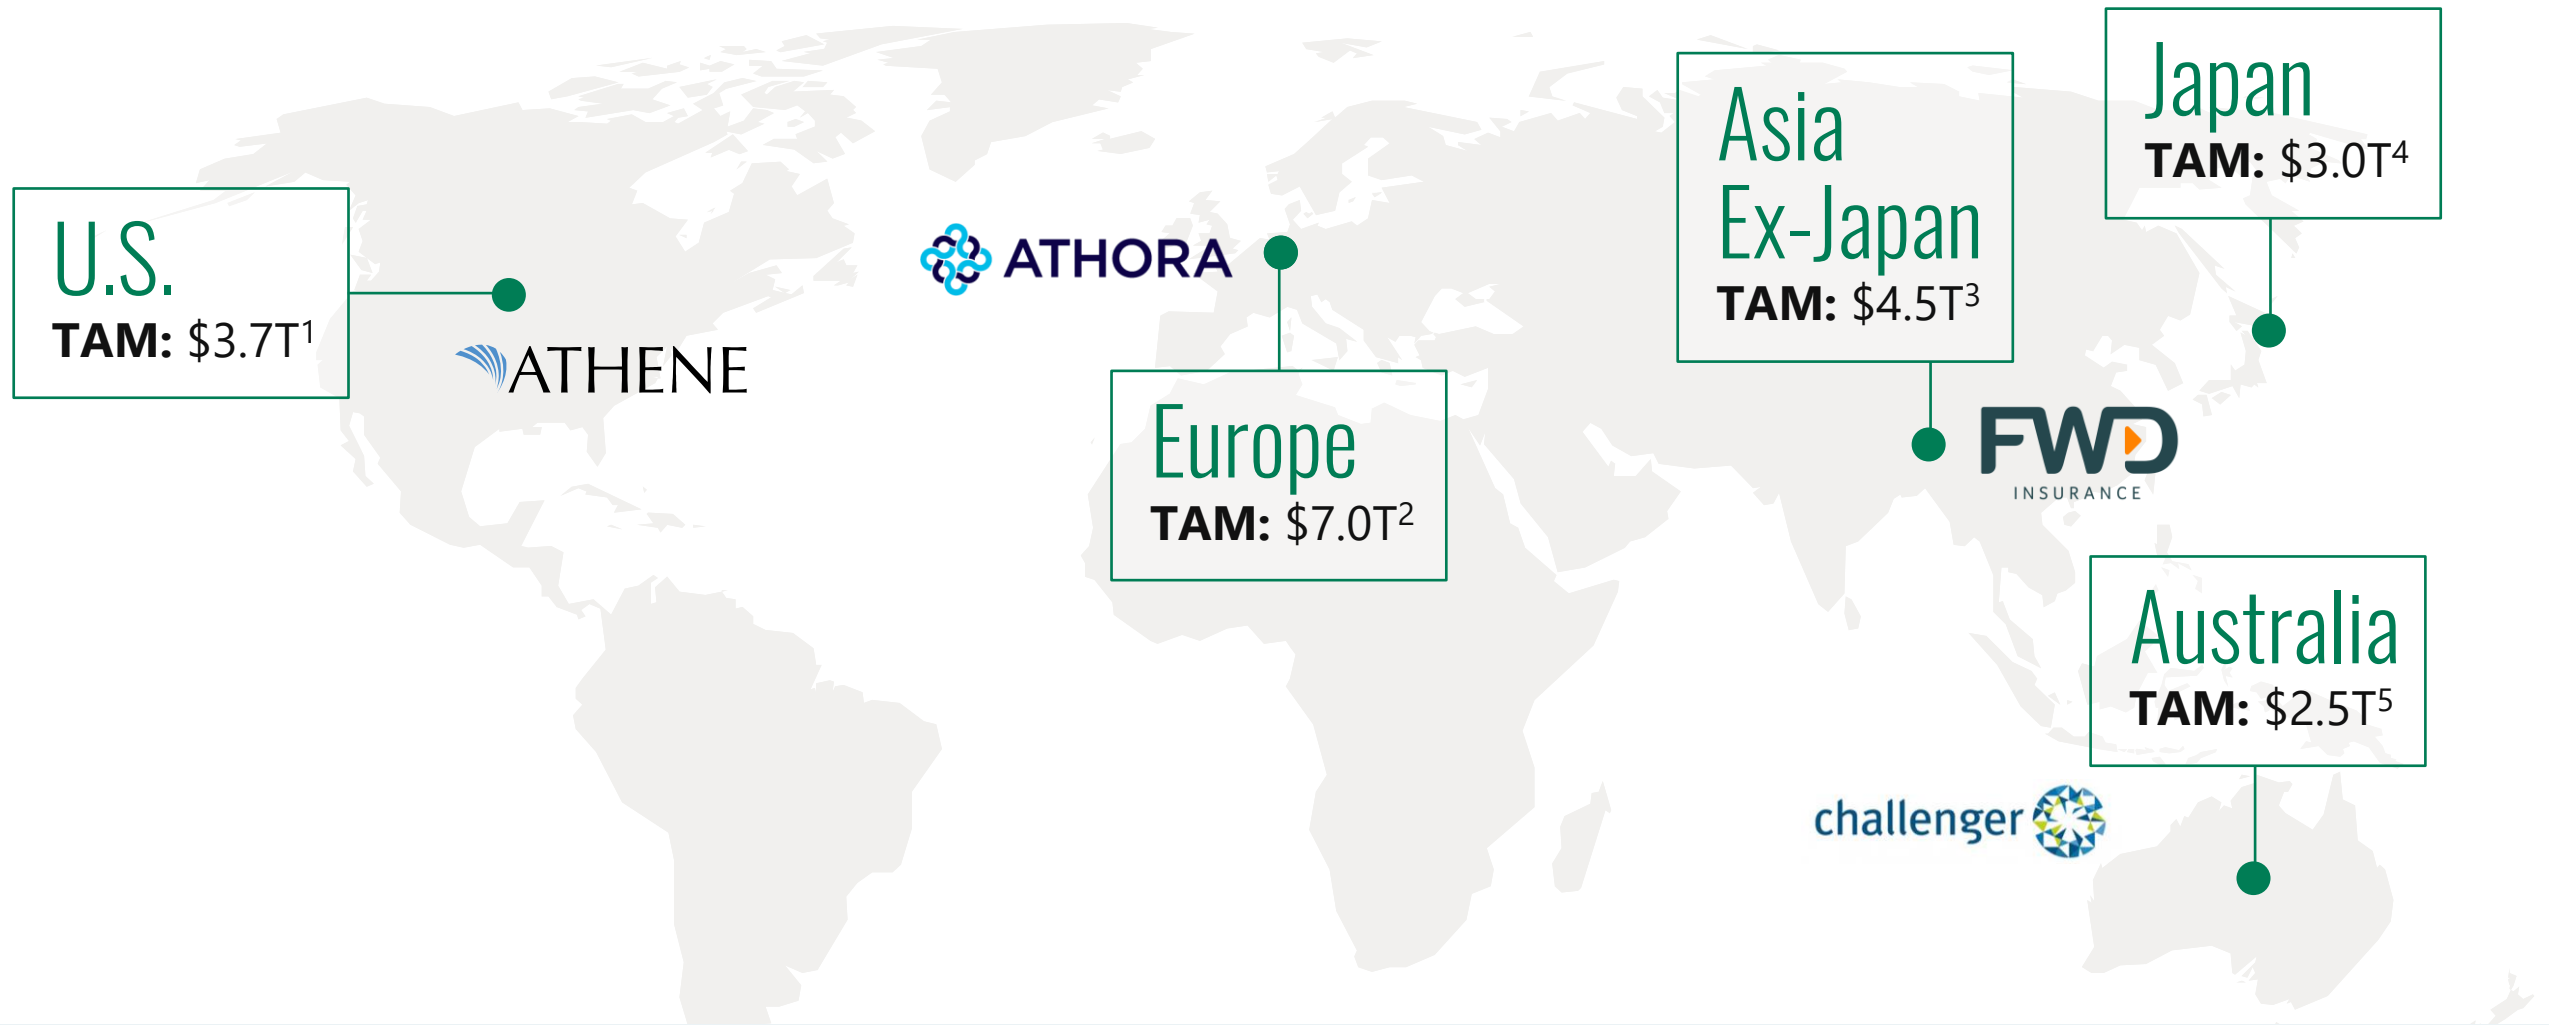 U.S.
TAM: $3.7T1
ATHENE
ATHORA
Europe
TAM: $7.0T2
Asia
Ex-Japan
TAM: $4.5T3
FWD
INSURANCE
Japan
TAM: $3.0T4
Australia
TAM: $2.5T5
challenger